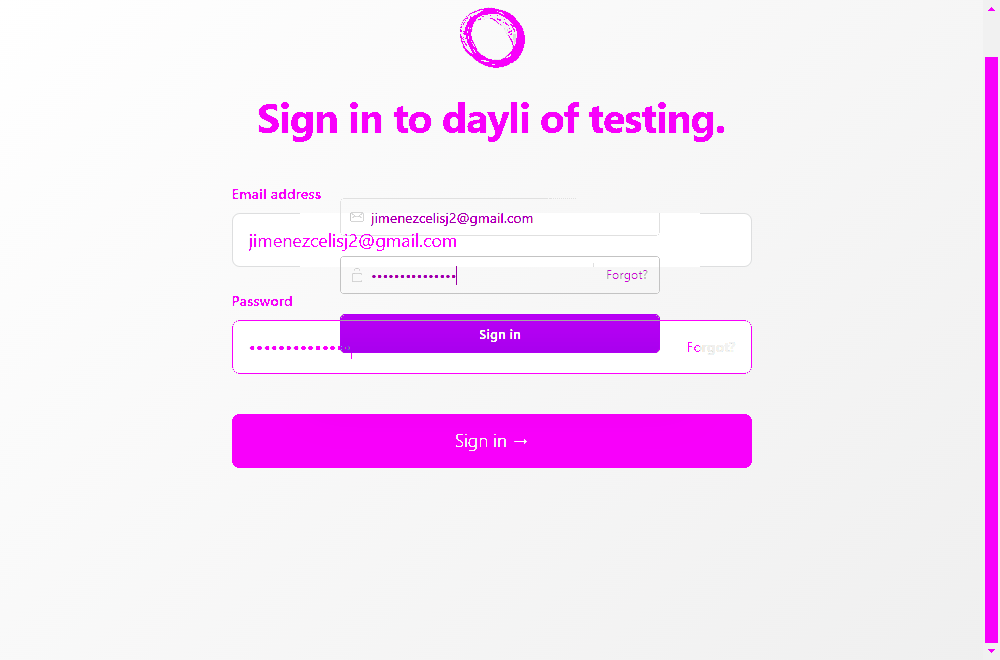 Sign in to dayli of testing.
Email address
jimenezcelisj2@gmail.com
jimenezcelisj2@gmail.com
Forgot?
Password
Sign in
Forgot?
Sign in →